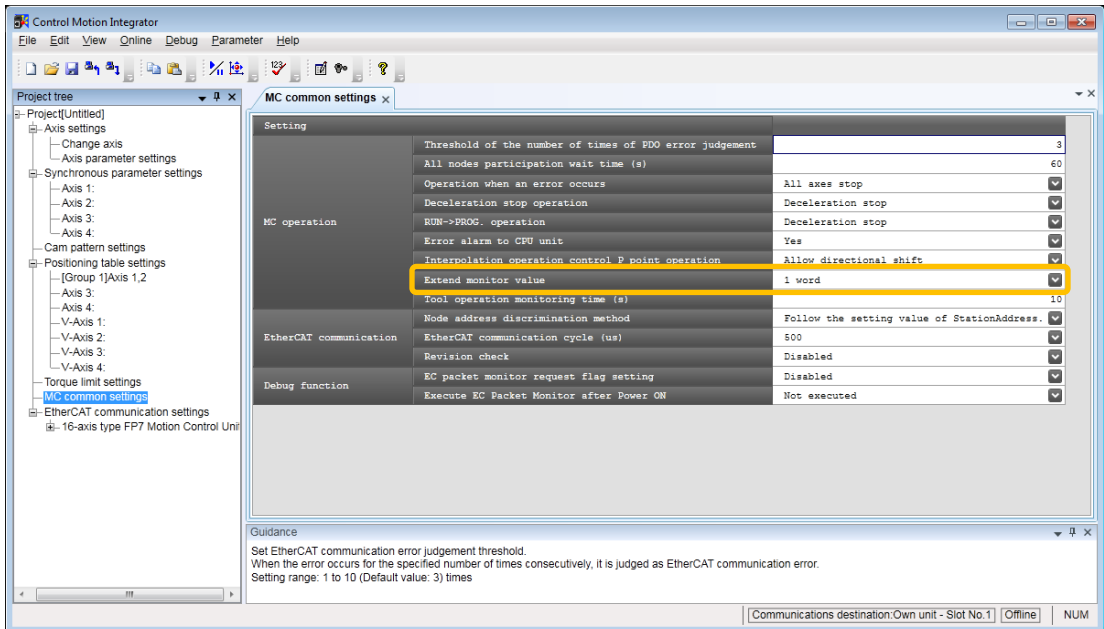 Control Motion Integrator
File Edit View Online Debug Parameter Help
Project tree
Project[Untitled]
Axis settings
Change axis
Axis parameter settings
Synchronous parameter settings
Axis 1:
Axis 2:
Axis 3:
Axis 4:
Cam pattern settings
Positioning table settings
[Group 1]Axis 1,2
Axis 3:
Axis 4:
V-Axis 1:
V-Axis 2:
V-Axis 3:
V-Axis 4:
Torque limit settings
MC common settings
EtherCAT communication settings
16-axis type FP7 Motion Control Uni
MC common settings
Setting
MC operation
Threshold of the number of times of PDO error judgement 3
All nodes participation wait time (s) 60
Operation when an error occurs All axes stop
Deceleration stop operation Deceleration stop
RUN->PROG. operation Deceleration stop
Error alarm to CPU unit Yes
Interpolation operation control P point operation Allow directional shift
Extend monitor value 1 word
Tool operation monitoring time (s) 10
EtherCAT communication
Node address discrimination method Follow the setting value of StationAddress.
EtherCAT communication cycle (us) 500
Revision check Disabled
Debug function
EC packet monitor request flag setting Disabled
Execute EC Packet Monitor after Power ON Not executed
Guidance
Set EtherCAT communication error judgement threshold.
When the error occurs for the specified number of times consecutively, it is judged as EtherCAT communication error.
Setting range: 1 to 10 (Default value: 3) times
Communications destination:Own unit - Slot No.1 Offline NUM